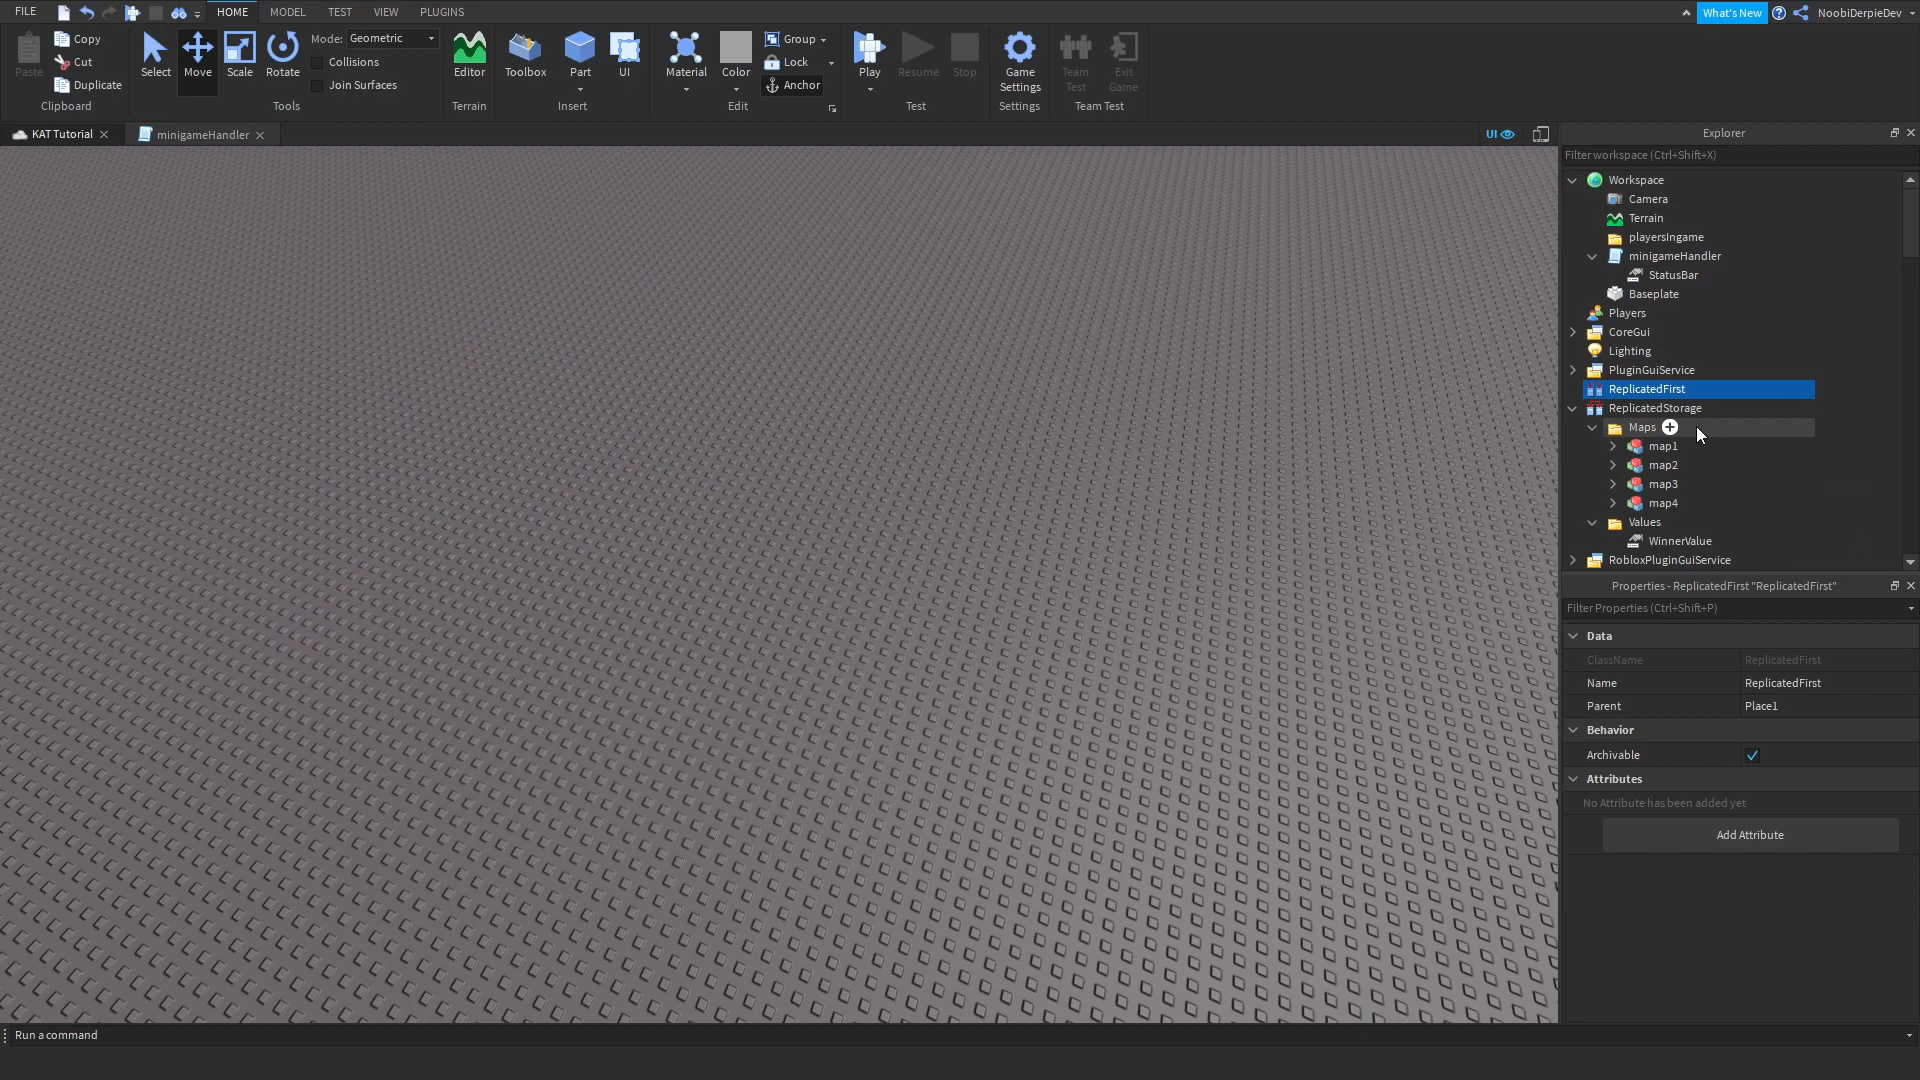 FILE HOME MODEL TEST VIEW PLUGINS What's New NoobiDerpieDev
Paste Copy Cut Duplicate Clipboard
Select Move Scale Rotate Mode: Geometric Collisions Join Surfaces Tools
Editor Terrain
Toolbox Part UI Insert
Material Color Group Lock Anchor Edit
Play Resume Stop Test
Game Settings Settings
Team Test Exit Game Team Test
KAT Tutorial minigameHandler UI
Explorer
Filter workspace (Ctrl+Shift+X)
Workspace
Camera
Terrain
playersIngame
minigameHandler
StatusBar
Baseplate
Players
CoreGui
Lighting
PluginGuiService
ReplicatedFirst
ReplicatedStorage
Maps
map1
map2
map3
map4
Values
WinnerValue
RobloxPluginGuiService
Properties - ReplicatedFirst "ReplicatedFirst"
Filter Properties (Ctrl+Shift+P)
Data
ClassName ReplicatedFirst
Name ReplicatedFirst
Parent Place1
Behavior
Archivable
Attributes
No Attribute has been added yet
Add Attribute
Run a command